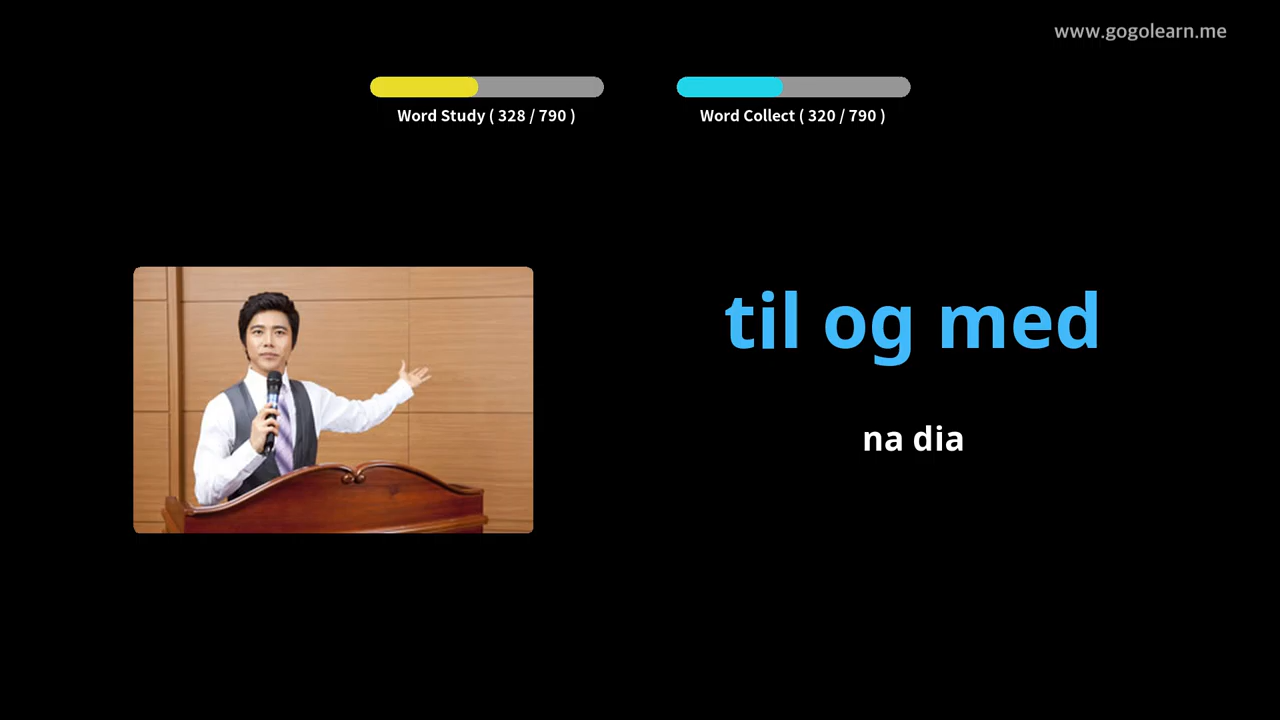 www.gogolearn.me
Word Study ( 328 / 790 )
Word Collect ( 320 / 790 )
til og med
na dia